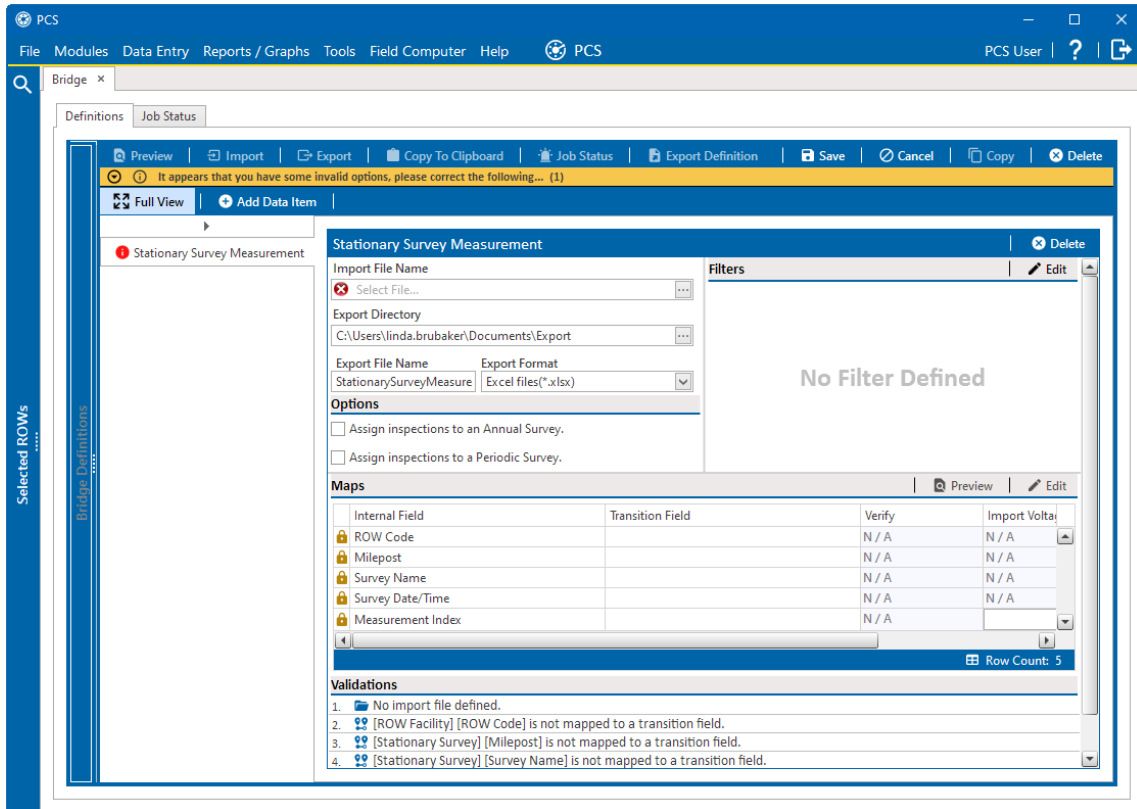 PCS
File Modules Data Entry Reports / Graphs Tools Field Computer Help PCS PCS User ?
Bridge ×
Definitions Job Status
Preview Import Export Copy To Clipboard Job Status Export Definition Save Cancel Copy Delete
It appears that you have some invalid options, please correct the following... (1)
Full View Add Data Item
Stationary Survey Measurement
Stationary Survey Measurement Delete
Import File Name
Select File...
Export Directory
C:\Users\linda.brubaker\Documents\Export
Export File Name Export Format
StationarySurveyMeasure Excel files(*.xlsx)
Options
Assign inspections to an Annual Survey.
Assign inspections to a Periodic Survey.
Filters Edit
No Filter Defined
Selected ROWs
Bridge Definitions
Maps Preview Edit
Internal Field Transition Field Verify Import Voltag
ROW Code N / A N / A
Milepost N / A N / A
Survey Name N / A N / A
Survey Date/Time N / A N / A
Measurement Index N / A
Row Count: 5
Validations
1. No import file defined.
2. [ROW Facility] [ROW Code] is not mapped to a transition field.
3. [Stationary Survey] [Milepost] is not mapped to a transition field.
4. [Stationary Survey] [Survey Name] is not mapped to a transition field.